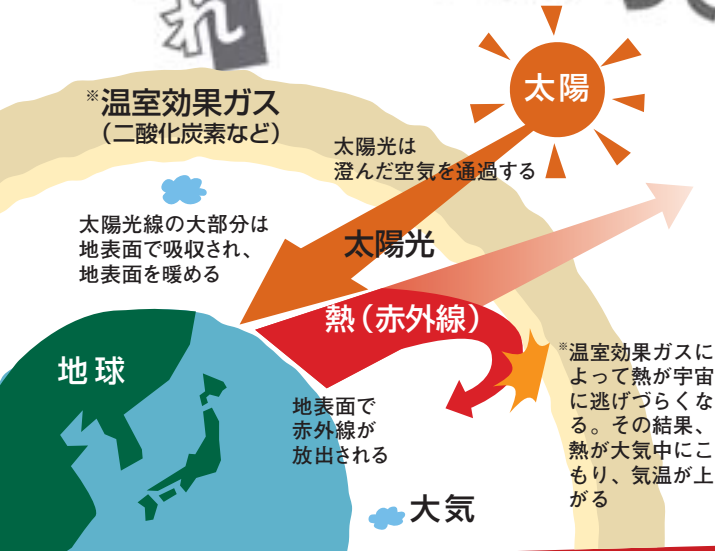 れ
太陽
※温室効果ガス
(二酸化炭素など)
太陽光は
澄んだ空気を通過する
太陽光線の大部分は
地表面で吸収され、
地表面を暖める
太陽光
熱(赤外線)
地球
※温室効果ガスに
よって熱が宇宙
に逃げづらくな
る。その結果、
熱が大気中にこ
もり、気温が上
がる
地表面で
赤外線が
放出される
大気